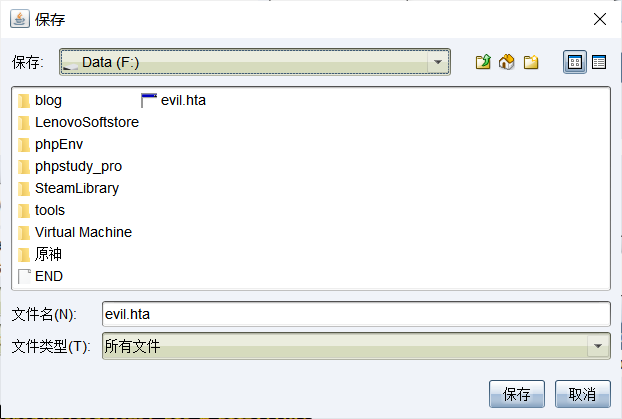 保存
保存: Data (F:)
blog
LenovoSoftstore
phpEnv
phpstudy_pro
SteamLibrary
tools
Virtual Machine
原神
END
evil.hta
文件名(N): evil.hta
文件类型(T): 所有文件
保存 取消